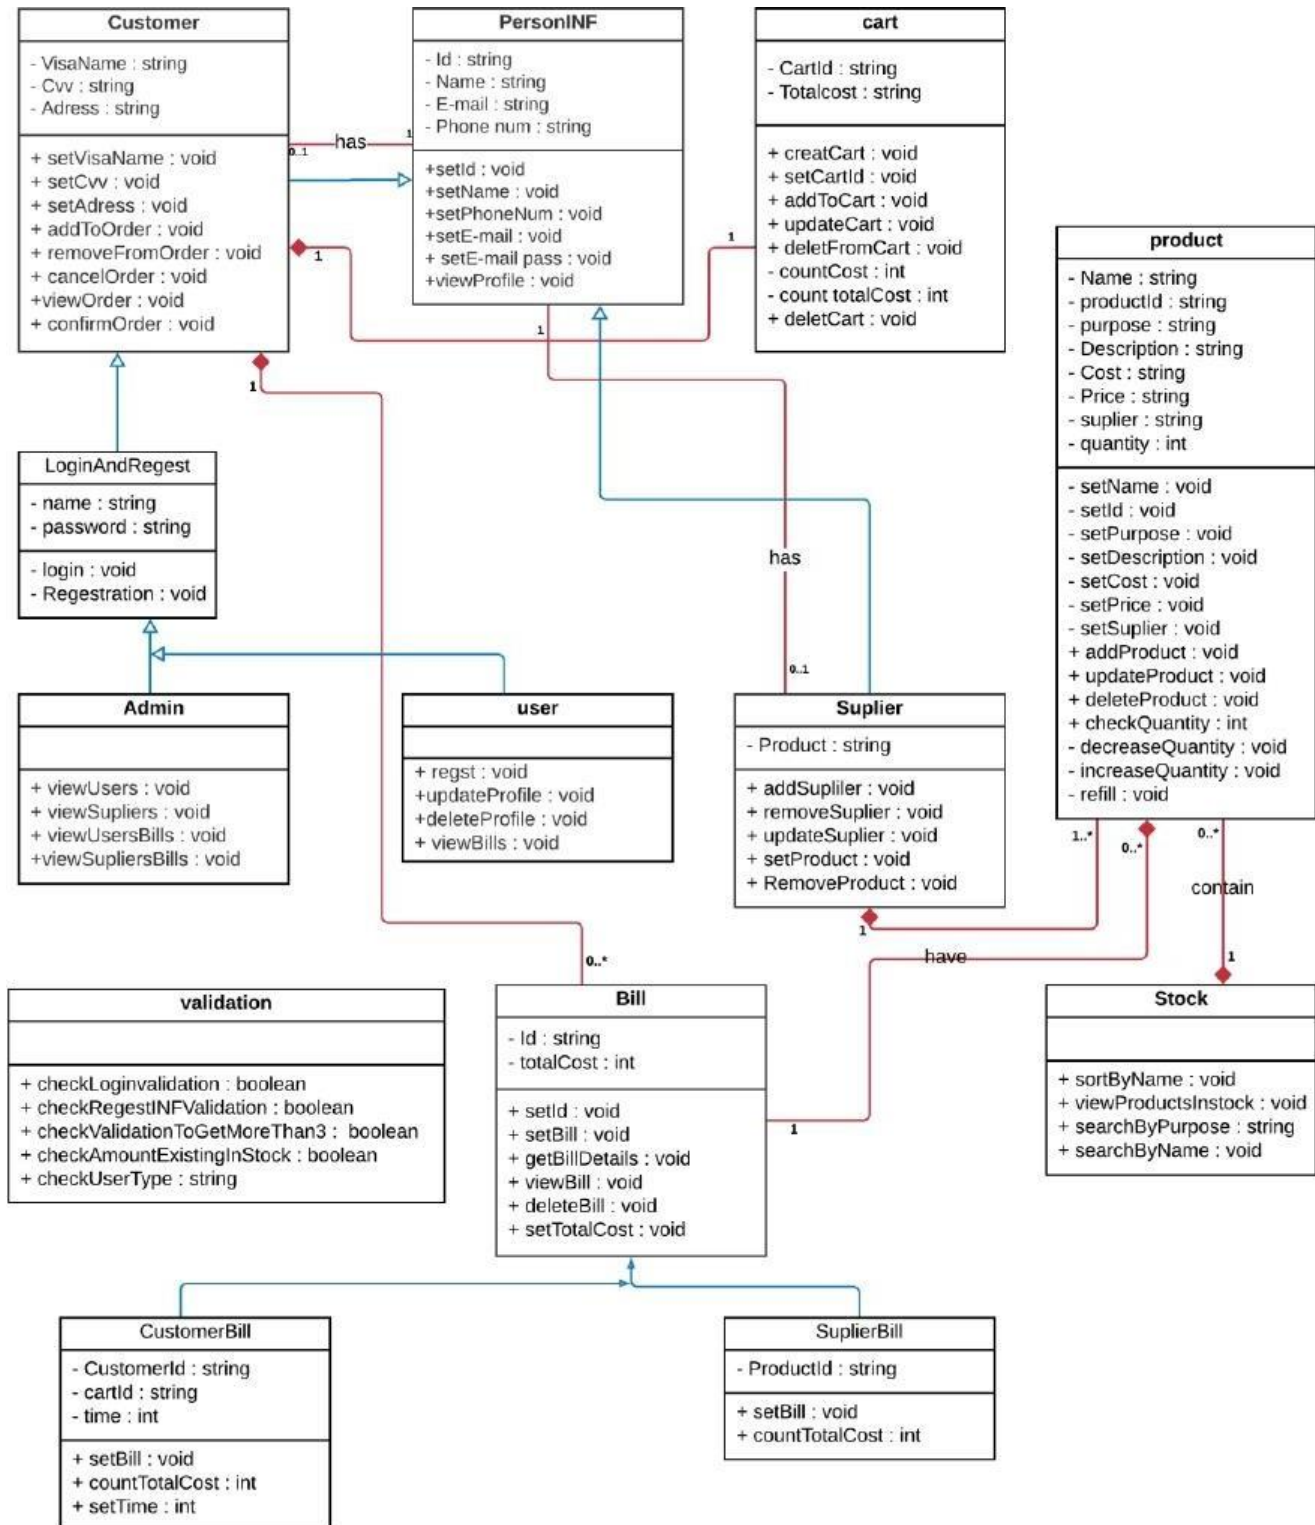 Customer
- VisaName : string
- Cvv : string
- Adress : string
+ setVisaName : void
+ setCvv : void
+ setAdress : void
+ addToOrder : void
+ removeFromOrder : void
+ cancelOrder : void
+viewOrder : void
+ confirmOrder : void
PersonINF
- Id : string
- Name : string
- E-mail : string
- Phone num : string
+setId : void
+setName : void
+setPhoneNum : void
+setE-mail : void
+ setE-mail pass : void
+viewProfile : void
cart
- CartId : string
- Totalcost : string
+ creatCart : void
+ setCartId : void
+ addToCart : void
+ updateCart : void
+ deletFromCart : void
- countCost : int
- count totalCost : int
+ deletCart : void
product
- Name : string
- productId : string
- purpose : string
- Description : string
- Cost : string
- Price : string
- suplier : string
- quantity : int
- setName : void
- setId : void
- setPurpose : void
- setDescription : void
- setCost : void
- setPrice : void
- setSuplier : void
+ addProduct : void
+ updateProduct : void
+ deleteProduct : void
+ checkQuantity : int
- decreaseQuantity : void
- increaseQuantity : void
- refill : void
0..1
has
1
1
1
1
1
LoginAndRegest
- name : string
- password : string
- login : void
- Regestration : void
has
0..1
Admin
+ viewUsers : void
+ viewSupliers : void
+ viewUsersBills : void
+viewSupliersBills : void
user
+ regst : void
+updateProfile : void
+deleteProfile : void
+ viewBills : void
Suplier
- Product : string
+ addSupliler : void
+ removeSuplier : void
+ updateSuplier : void
+ setProduct : void
+ RemoveProduct : void
1..*
0..*
0..*
contain
1
1
have
0..*
1
validation
+ checkLoginvalidation : boolean
+ checkRegestINFValidation : boolean
+ checkValidationToGetMoreThan3 : boolean
+ checkAmountExistingInStock : boolean
+ checkUserType : string
Bill
- Id : string
- totalCost : int
+ setId : void
+ setBill : void
+ getBillDetails : void
+ viewBill : void
+ deleteBill : void
+ setTotalCost : void
Stock
+ sortByName : void
+ viewProductsInstock : void
+ searchByPurpose : string
+ searchByName : void
CustomerBill
- CustomerId : string
- cartId : string
- time : int
+ setBill : void
+ countTotalCost : int
+ setTime : int
SuplierBill
- ProductId : string
+ setBill : void
+ countTotalCost : int